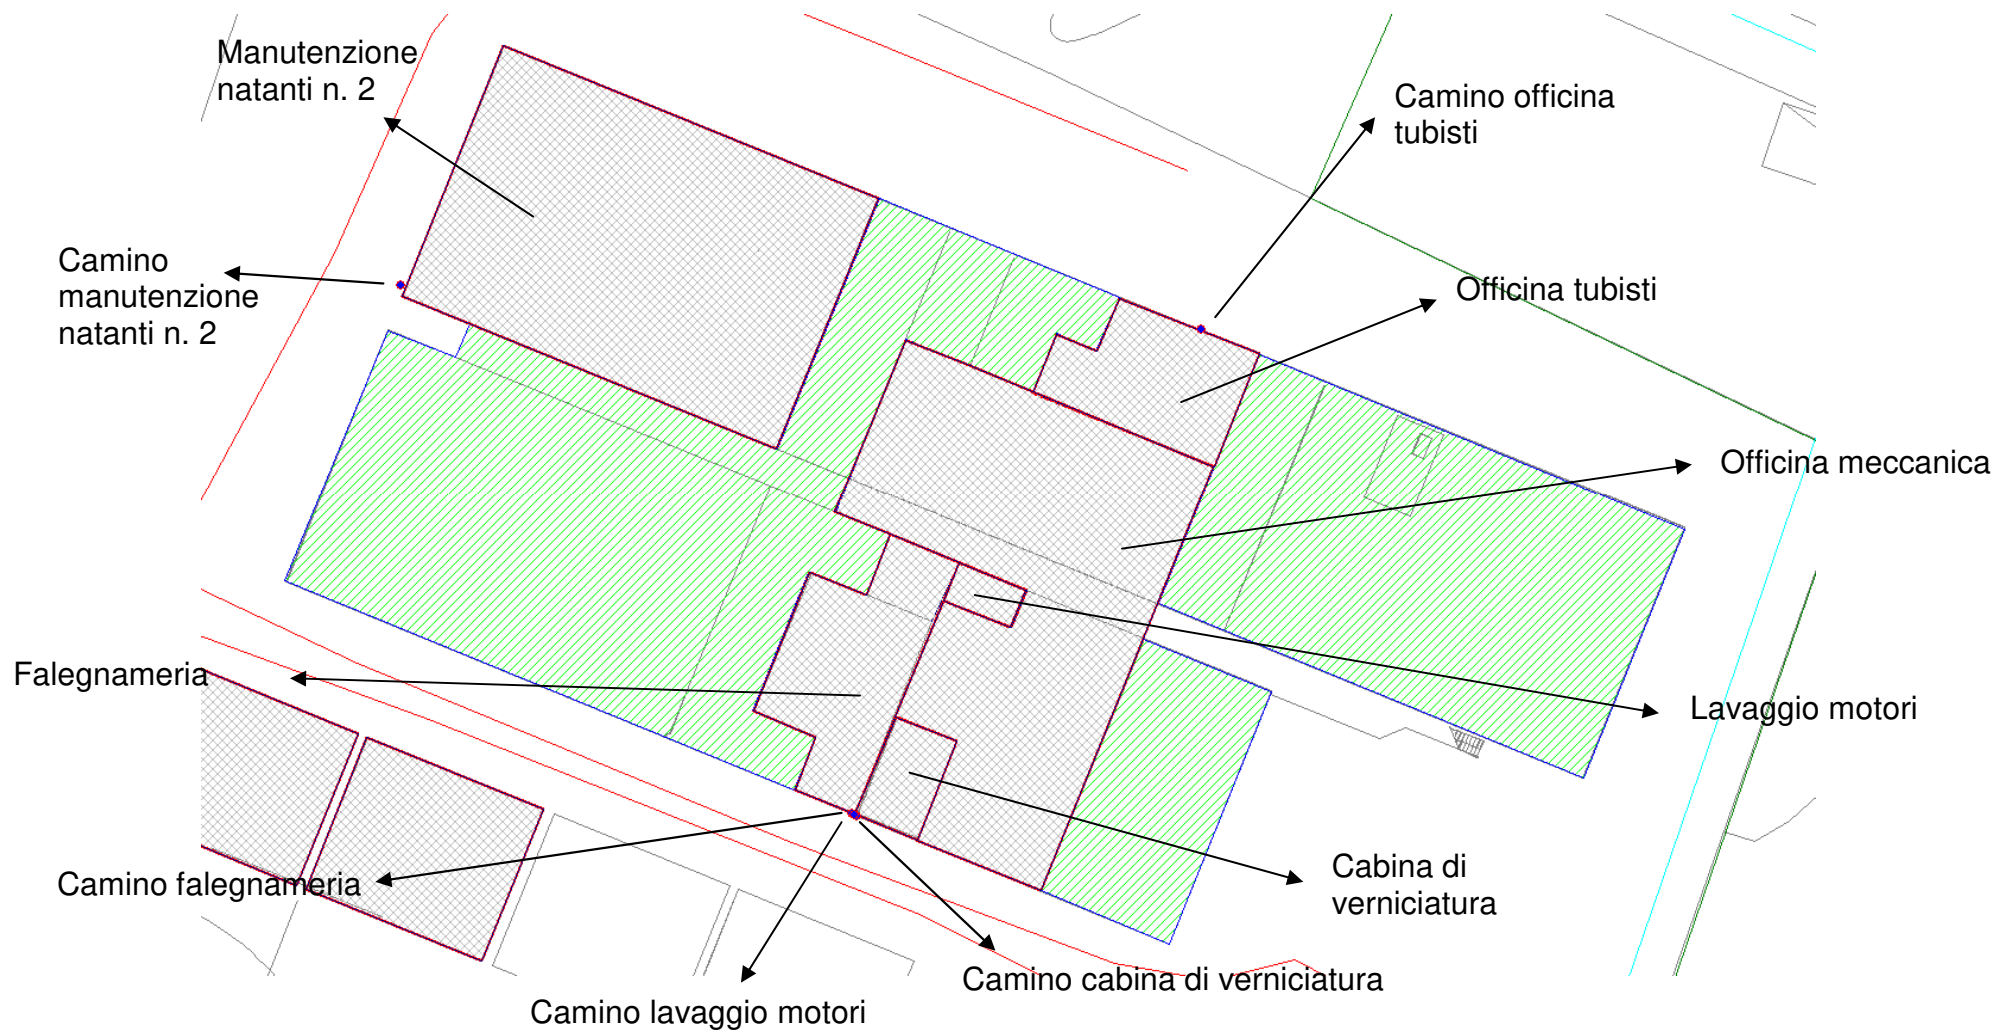 Manutenzione
natanti n. 2
Camino officina
tubisti
Camino
manutenzione
natanti n. 2
Officina tubisti
Officina meccanica
Falegnameria
Lavaggio motori
Cabina di
verniciatura
Camino falegnameria
Camino cabina di verniciatura
Camino lavaggio motori